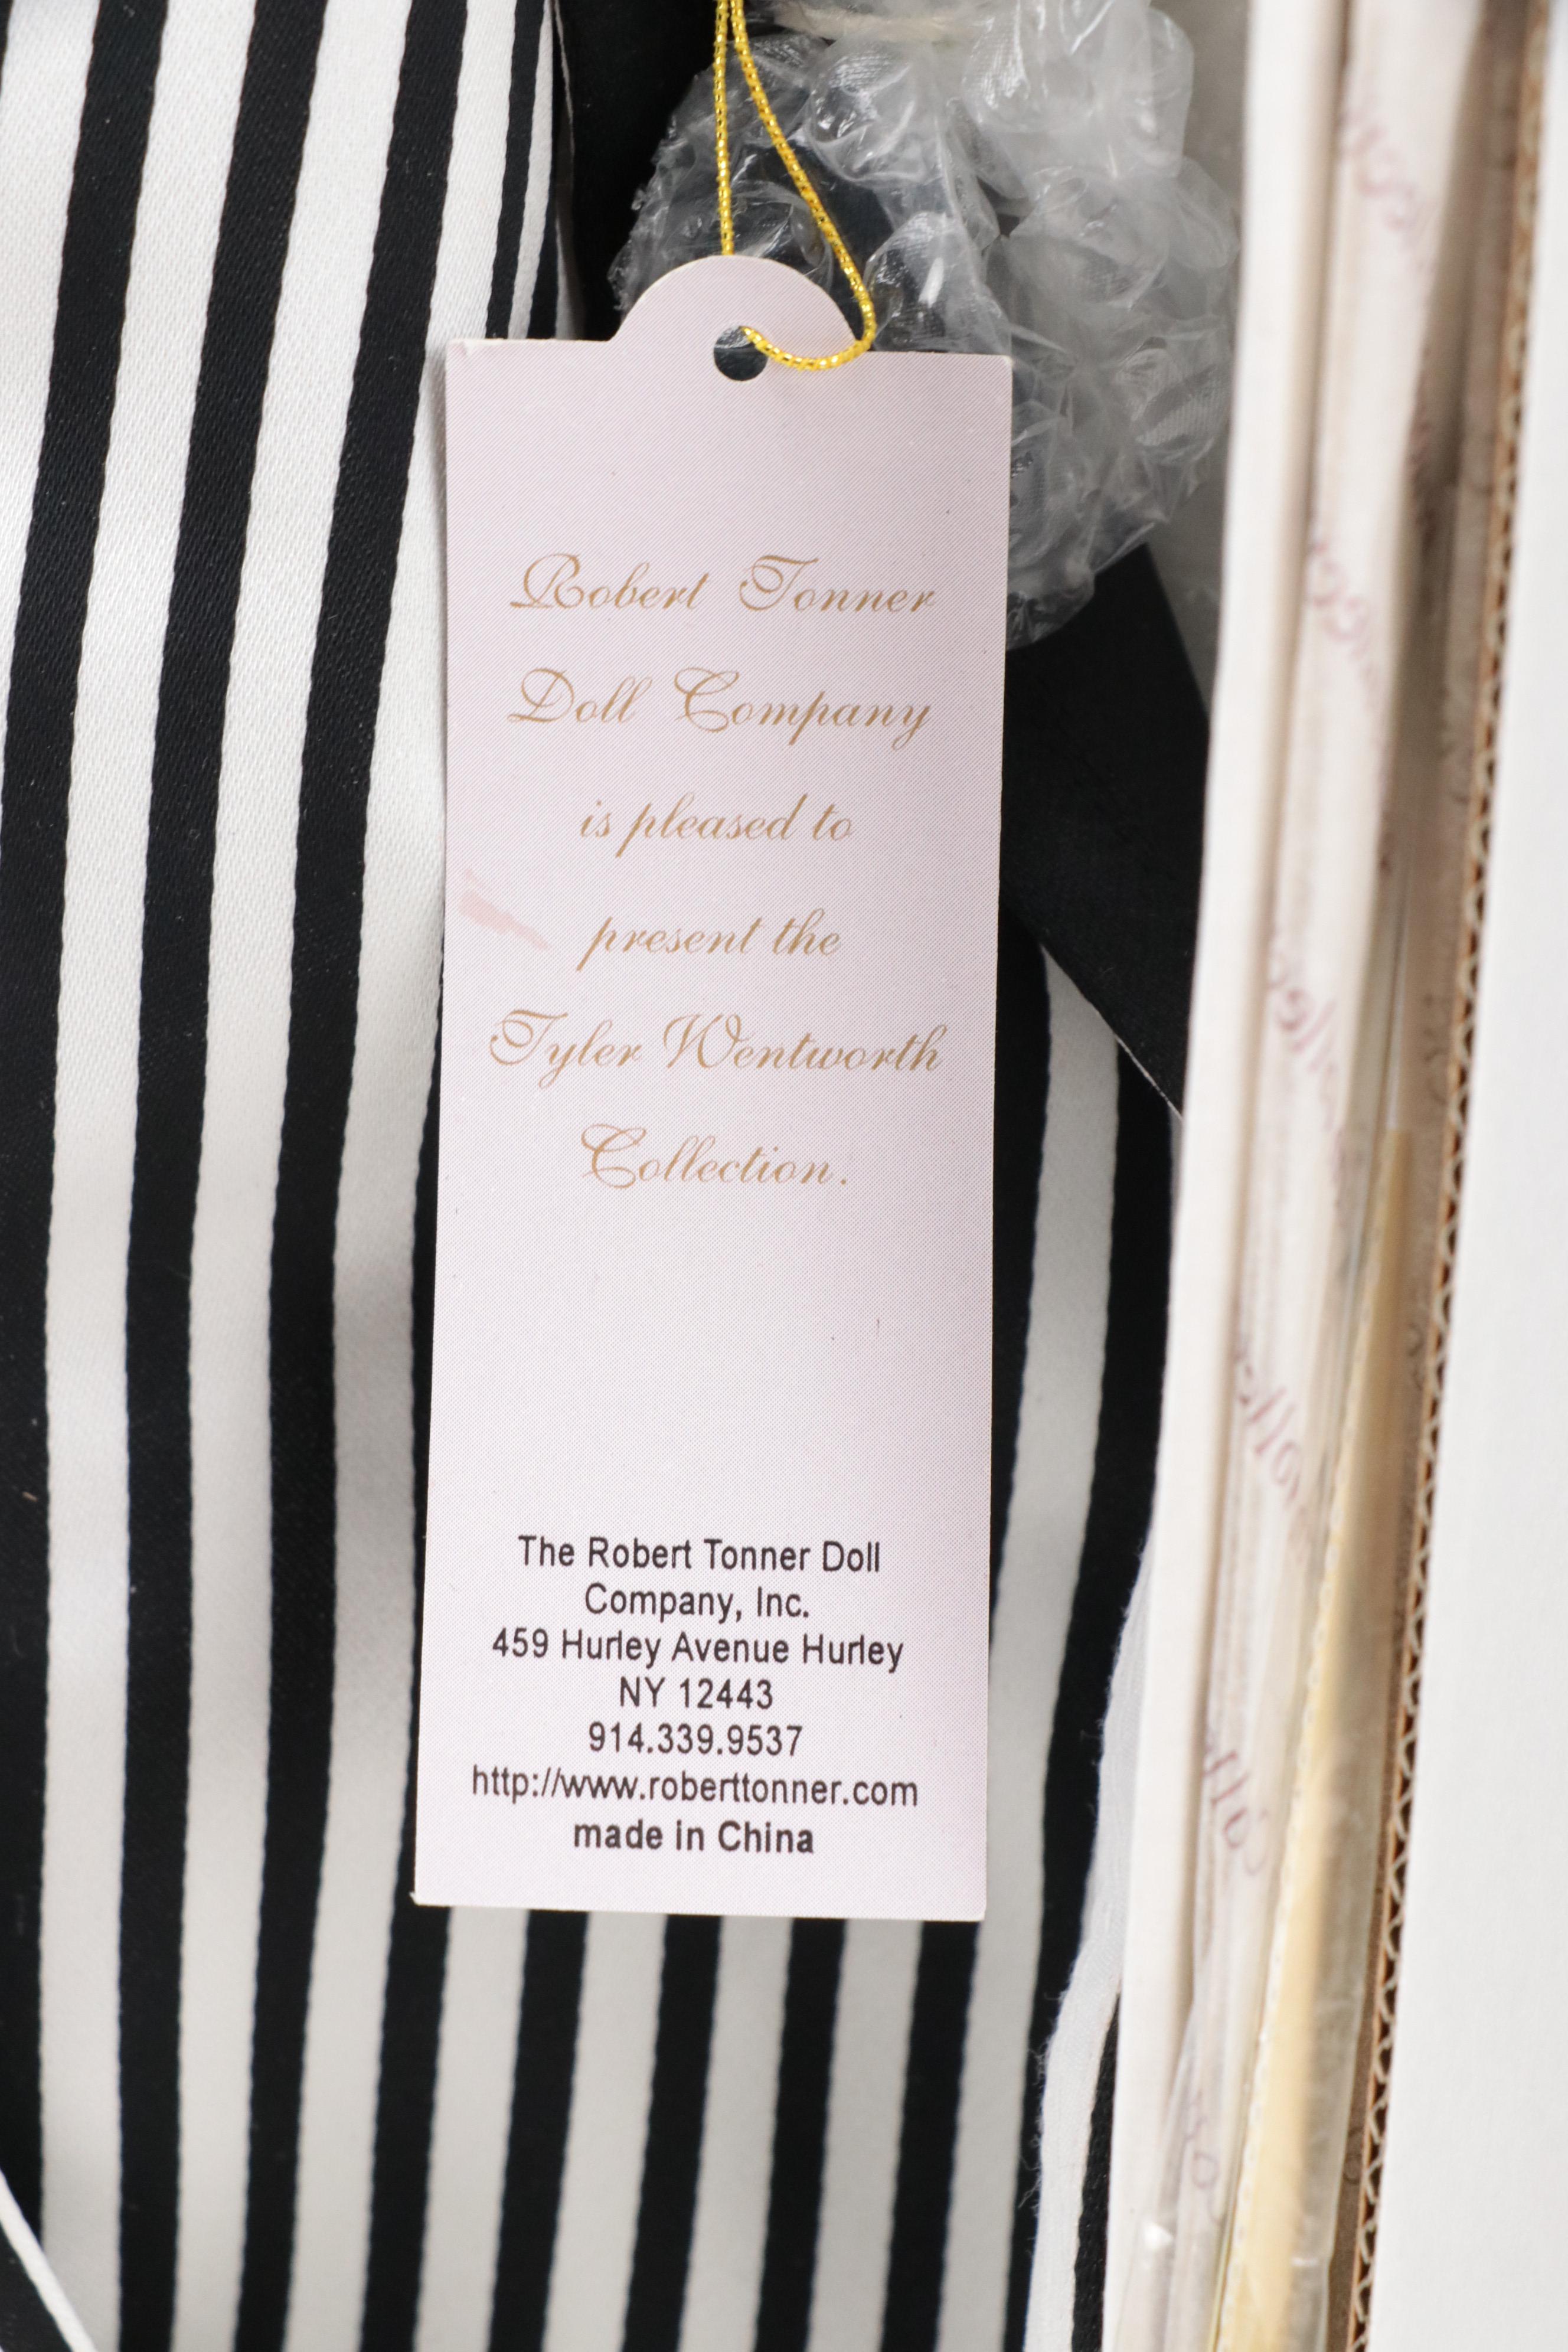 Robert Tonner
Doll Company
is pleased to
present the
Tyler Wentworth
Collection.
The Robert Tonner Doll
Company, Inc.
459 Hurley Avenue Hurley
NY 12443
914.339.9537
http://www.roberttonner.com
made in China